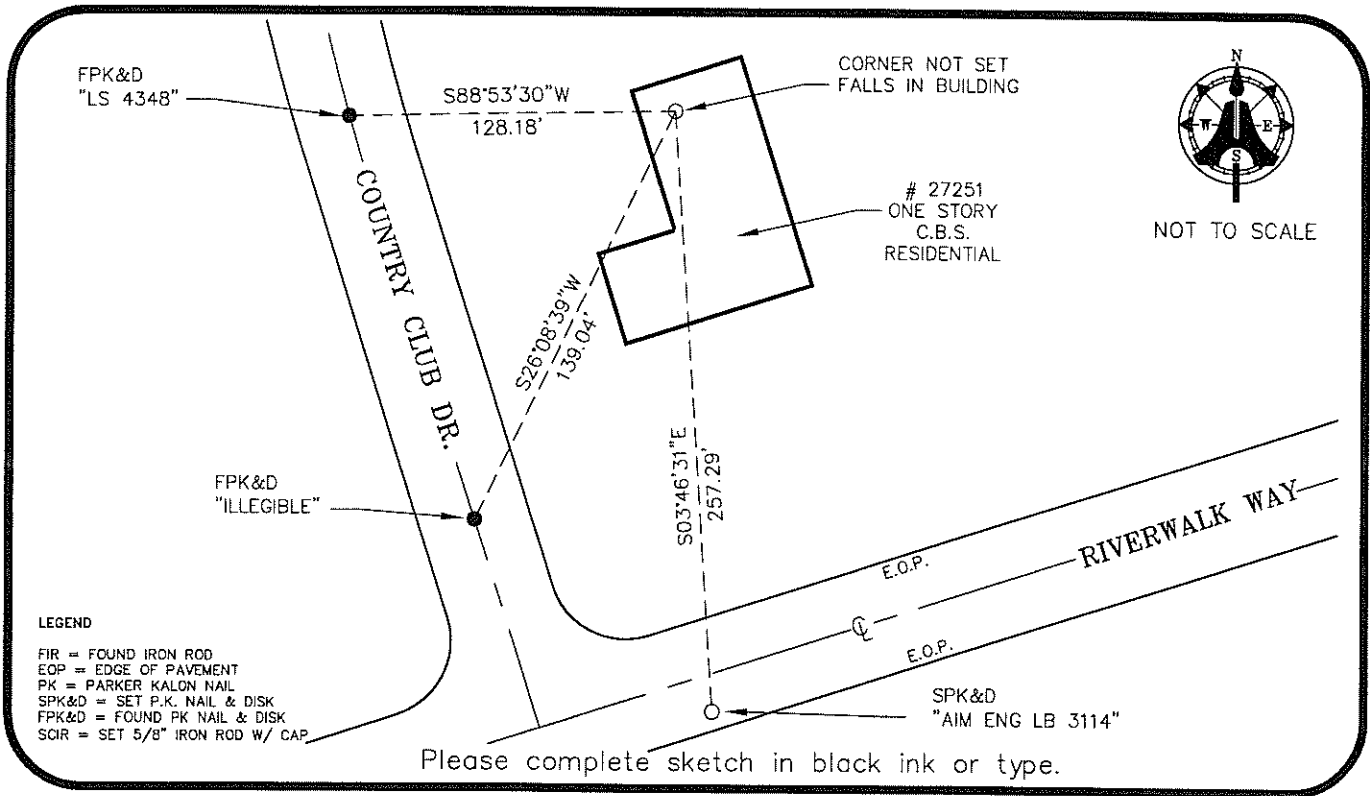 FPK&D
"LS 4348"
S88°53'30"W
128.18'
CORNER NOT SET
FALLS IN BUILDING
N
W
E
S
NOT TO SCALE
# 27251
ONE STORY
C.B.S.
RESIDENTIAL
COUNTRY CLUB DR.
S26°08'39"W
139.04'
S03°46'31"E
257.29'
FPK&D
"ILLEGIBLE"
RIVERWALK WAY
E.O.P.
CL
E.O.P.
SPK&D
"AIM ENG LB 3114"
LEGEND
FIR = FOUND IRON ROD
EOP = EDGE OF PAVEMENT
PK = PARKER KALON NAIL
SPK&D = SET P.K. NAIL & DISK
FPK&D = FOUND PK NAIL & DISK
SCIR = SET 5/8" IRON ROD W/ CAP
Please complete sketch in black ink or type.